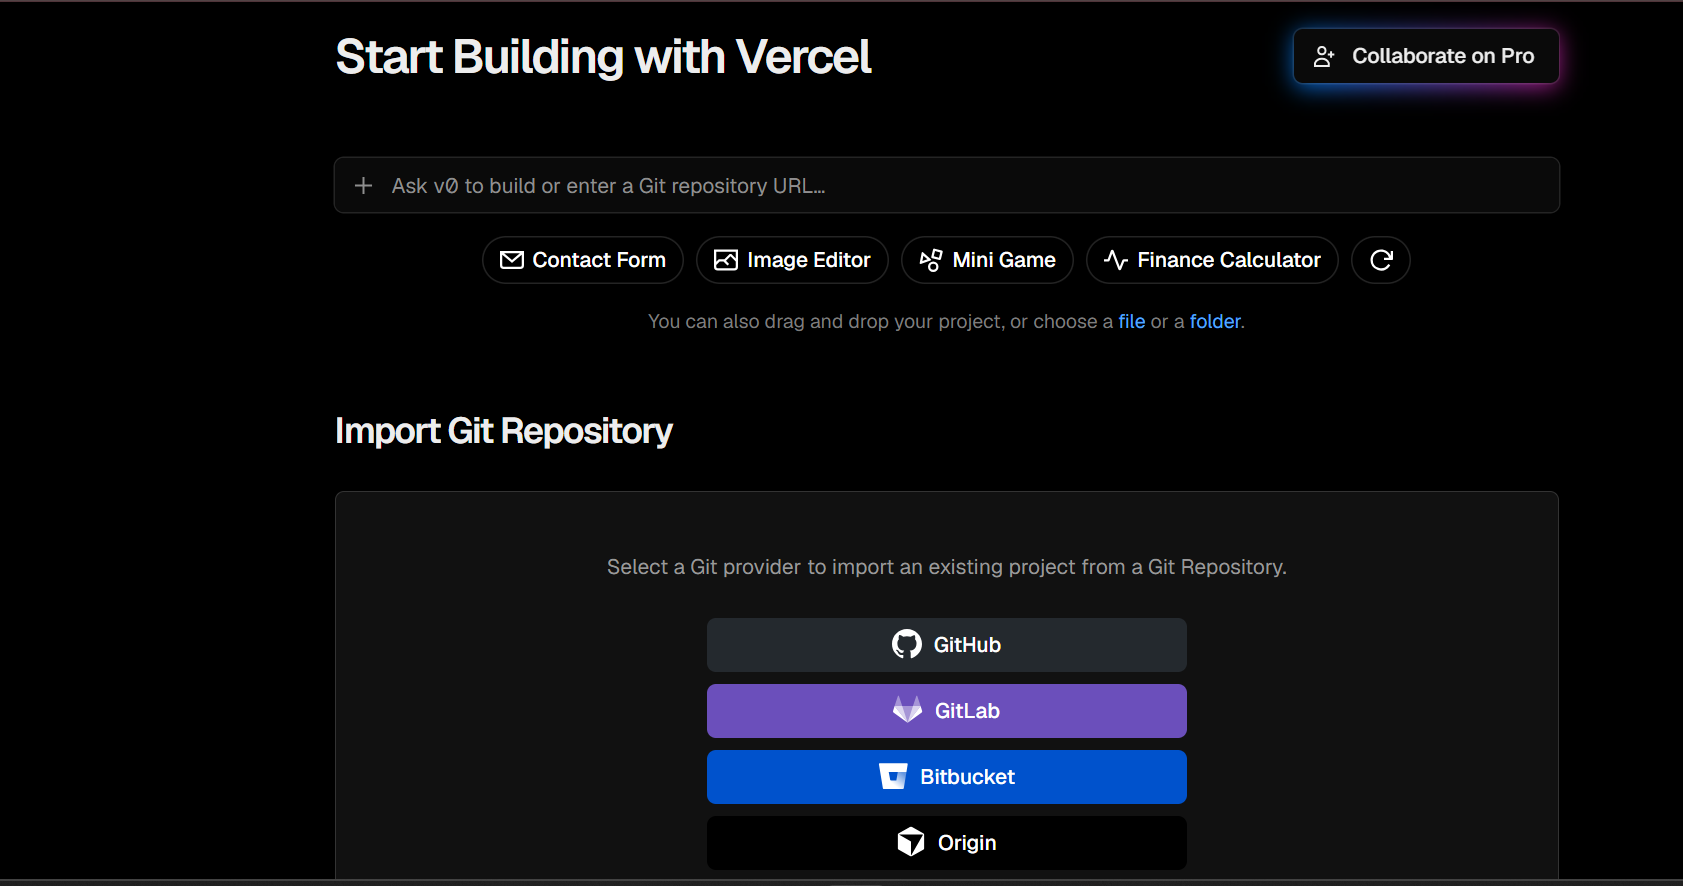 Start Building with Vercel
Collaborate on Pro
Ask v0 to build or enter a Git repository URL...
Contact Form
Image Editor
Mini Game
Finance Calculator
You can also drag and drop your project, or choose a file or a folder.
Import Git Repository
Select a Git provider to import an existing project from a Git Repository.
GitHub
GitLab
Bitbucket
Origin